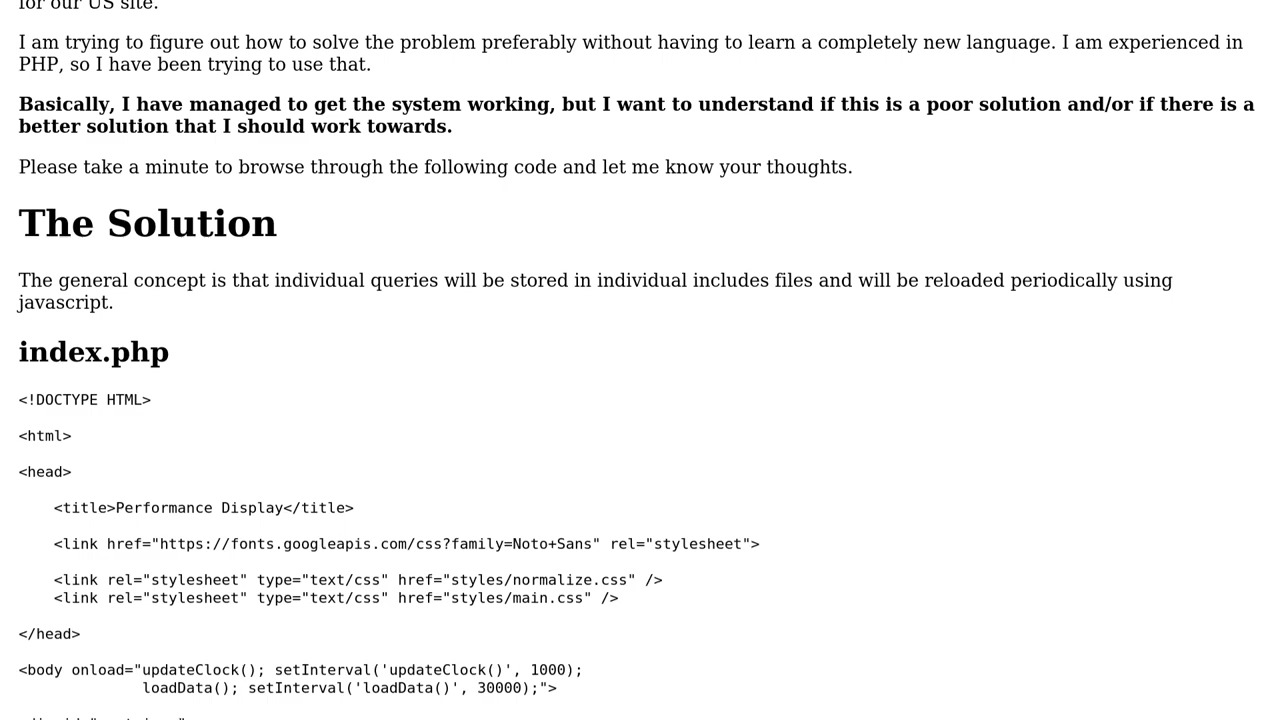 for our US site.
I am trying to figure out how to solve the problem preferably without having to learn a completely new language. I am experienced in
PHP, so I have been trying to use that.
Basically, I have managed to get the system working, but I want to understand if this is a poor solution and/or if there is a
better solution that I should work towards.
Please take a minute to browse through the following code and let me know your thoughts.
The Solution
The general concept is that individual queries will be stored in individual includes files and will be reloaded periodically using
javascript.
index.php
<!DOCTYPE HTML>
<html>
<head>
    <title>Performance Display</title>
    <link href="https://fonts.googleapis.com/css?family=Noto+Sans" rel="stylesheet">
    <link rel="stylesheet" type="text/css" href="styles/normalize.css" />
    <link rel="stylesheet" type="text/css" href="styles/main.css" />
</head>
<body onload="updateClock(); setInterval('updateClock()', 1000);
              loadData(); setInterval('loadData()', 30000);">